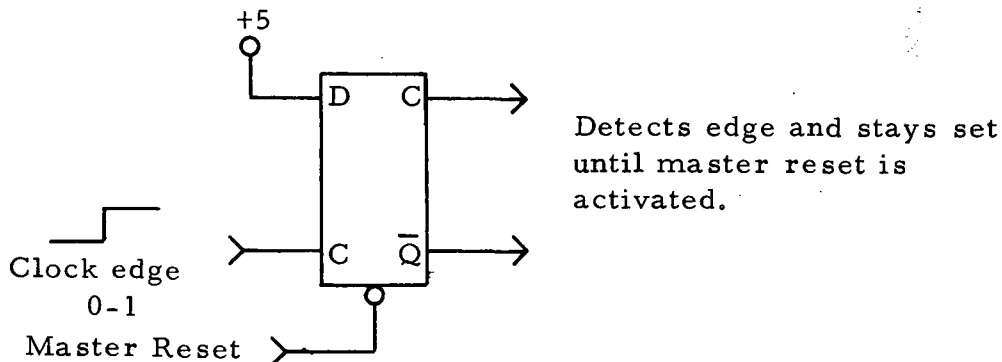 +5
D C
Detects edge and stays set
until master reset is
activated.
C Q̅
Clock edge
0-1
Master Reset